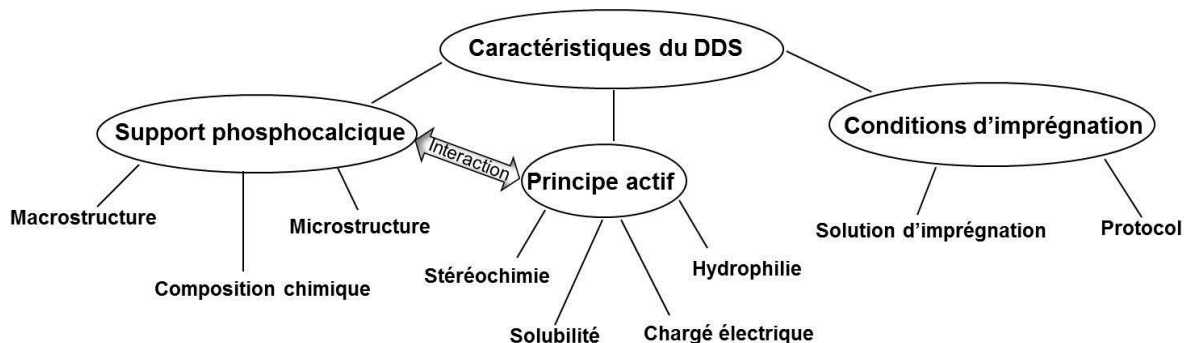 Caractéristiques du DDS
Support phosphocalcique
Interaction
Principe actif
Conditions d’imprégnation
Macrostructure
Composition chimique
Microstructure
Stéréochimie
Solubilité
Chargé électrique
Hydrophilie
Solution d’imprégnation
Protocol